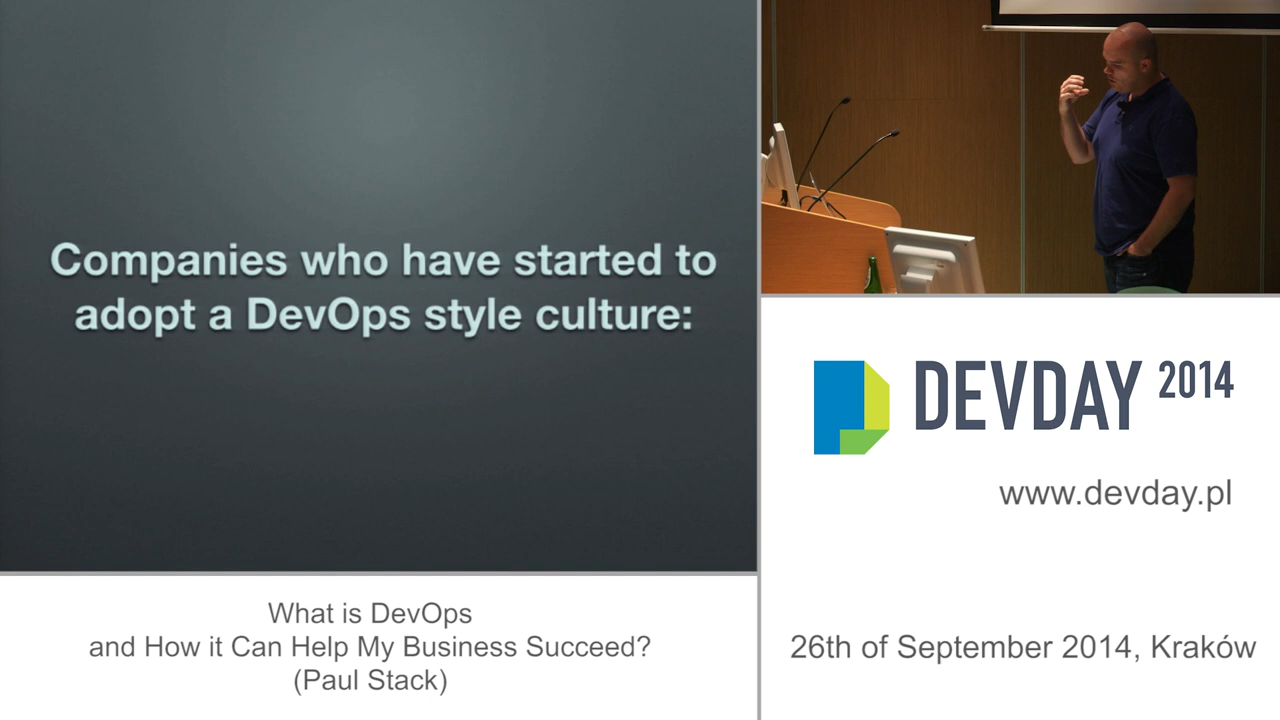 Companies who have started to
adopt a DevOps style culture:
DEVDAY 2014
www.devday.pl
What is DevOps
and How it Can Help My Business Succeed?
(Paul Stack)
26th of September 2014, Kraków